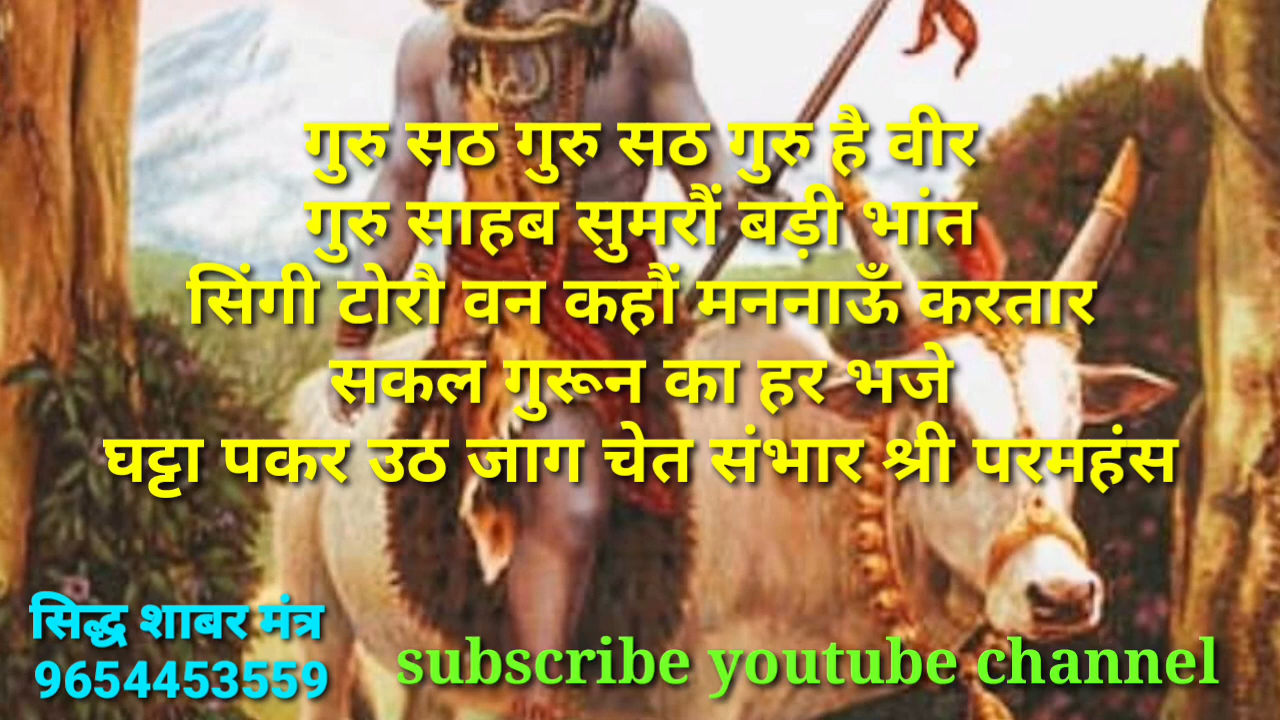 गुरु सठ गुरु सठ गुरु है वीर
गुरु साहब सुमरौं बड़ी भांत
सिंगी टोरौ वन कहौं मननाऊँ करतार
सकल गुरून का हर भजे
घट्टा पकर उठ जाग चेत संभार श्री परमहंस
सिद्ध शाबर मंत्र
9654453559
subscribe youtube channel